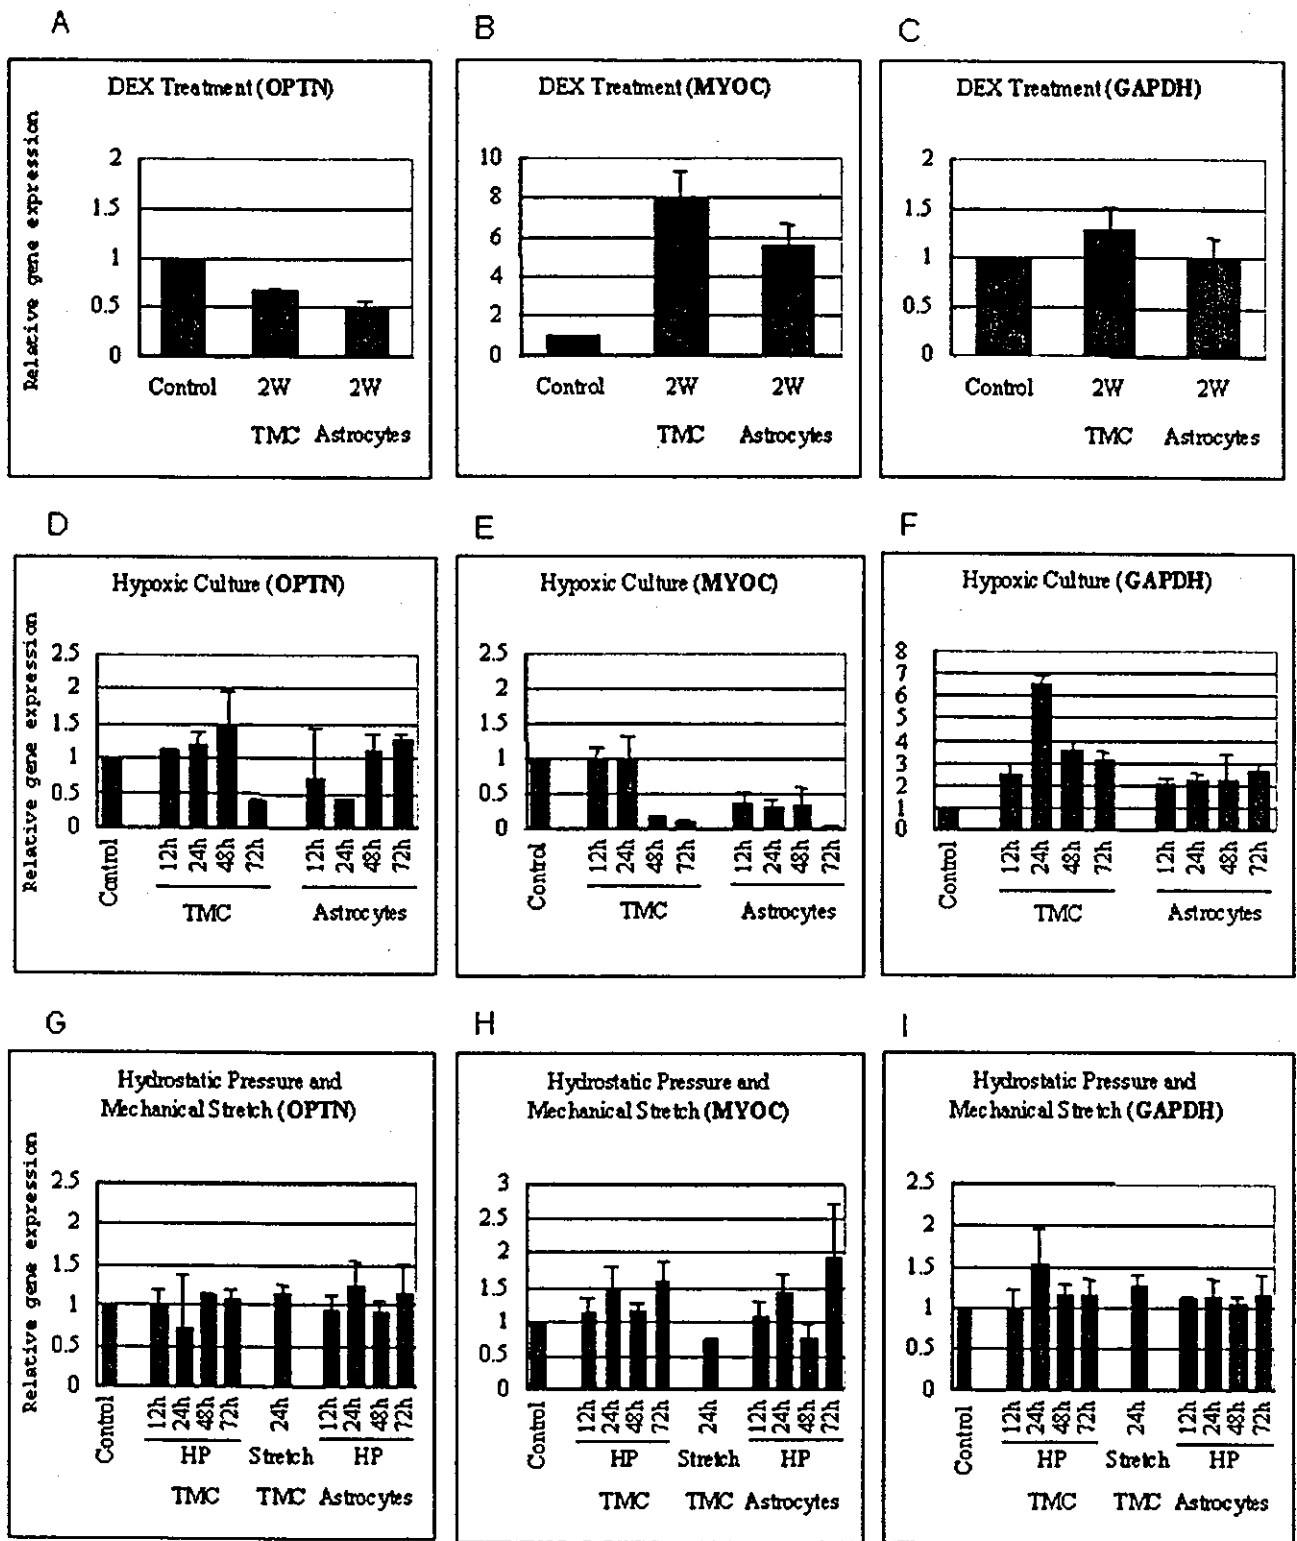 A
DEX Treatment (OPTN)
Relative gene expression
2
1.5
1
0.5
0
Control 2W 2W
TMC Astrocytes
B
DEX Treatment (MYOC)
10
8
6
4
2
0
Control 2W 2W
TMC Astrocytes
C
DEX Treatment (GAPDH)
2
1.5
1
0.5
0
Control 2W 2W
TMC Astrocytes
D
Hypoxic Culture (OPTN)
Relative gene expression
2.5
2
1.5
1
0.5
0
Control 12h 24h 48h 72h 12h 24h 48h 72h
TMC Astrocytes
E
Hypoxic Culture (MYOC)
2.5
2
1.5
1
0.5
0
Control 12h 24h 48h 72h 12h 24h 48h 72h
TMC Astrocytes
F
Hypoxic Culture (GAPDH)
8
7
6
5
4
3
2
1
0
Control 12h 24h 48h 72h 12h 24h 48h 72h
TMC Astrocytes
G
Hydrostatic Pressure and
Mechanical Stretch (OPTN)
Relative gene expression
2.5
2
1.5
1
0.5
0
Control 12h 24h 48h 72h 24h 12h 24h 48h 72h
HP Stretch HP
TMC TMC Astrocytes
H
Hydrostatic Pressure and
Mechanical Stretch (MYOC)
3
2.5
2
1.5
1
0.5
0
Control 12h 24h 48h 72h 24h 12h 24h 48h 72h
HP Stretch HP
TMC TMC Astrocytes
I
Hydrostatic Pressure and
Mechanical Stretch (GAPDH)
2.5
2
1.5
1
0.5
0
Control 12h 24h 48h 72h 24h 12h 24h 48h 72h
HP Stretch HP
TMC TMC Astrocytes